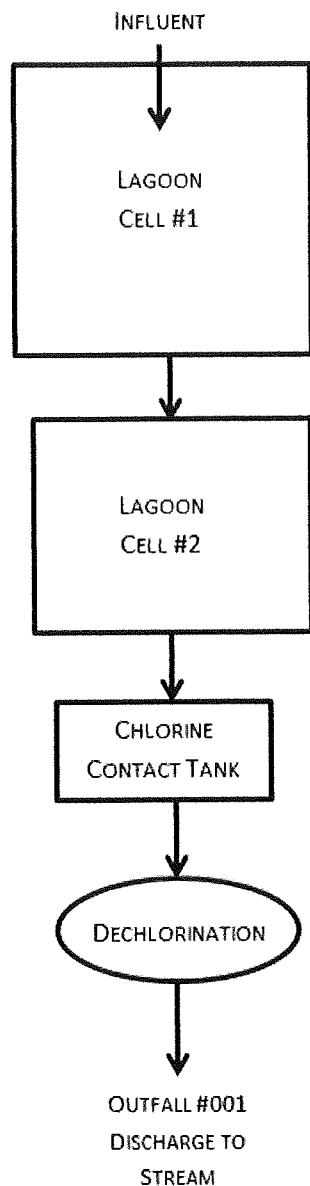 INFLUENT
LAGOON
CELL #1
LAGOON
CELL #2
CHLORINE
CONTACT TANK
DECHLORINATION
OUTFALL #001
DISCHARGE TO
STREAM